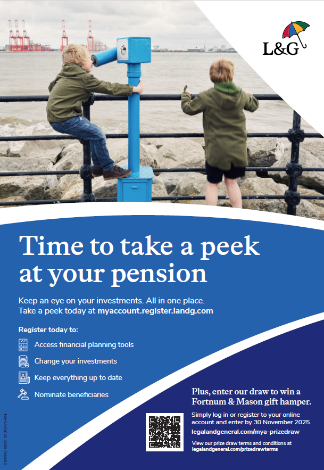 L&G
Time to take a peek
at your pension
Keep an eye on your investments. All in one place.
Take a peek today at myaccount.register.landg.com
Register today to:
Access financial planning tools
Change your investments
Keep everything up to date
Nominate beneficiaries
Plus, enter our draw to win a
Fortnum & Mason gift hamper.
Simply log in or register to your online
account and enter by 30 November 2025.
legalandgeneral.com/mya-prizedraw
View our prize draw terms and conditions at
legalandgeneral.com/prizedrawterms